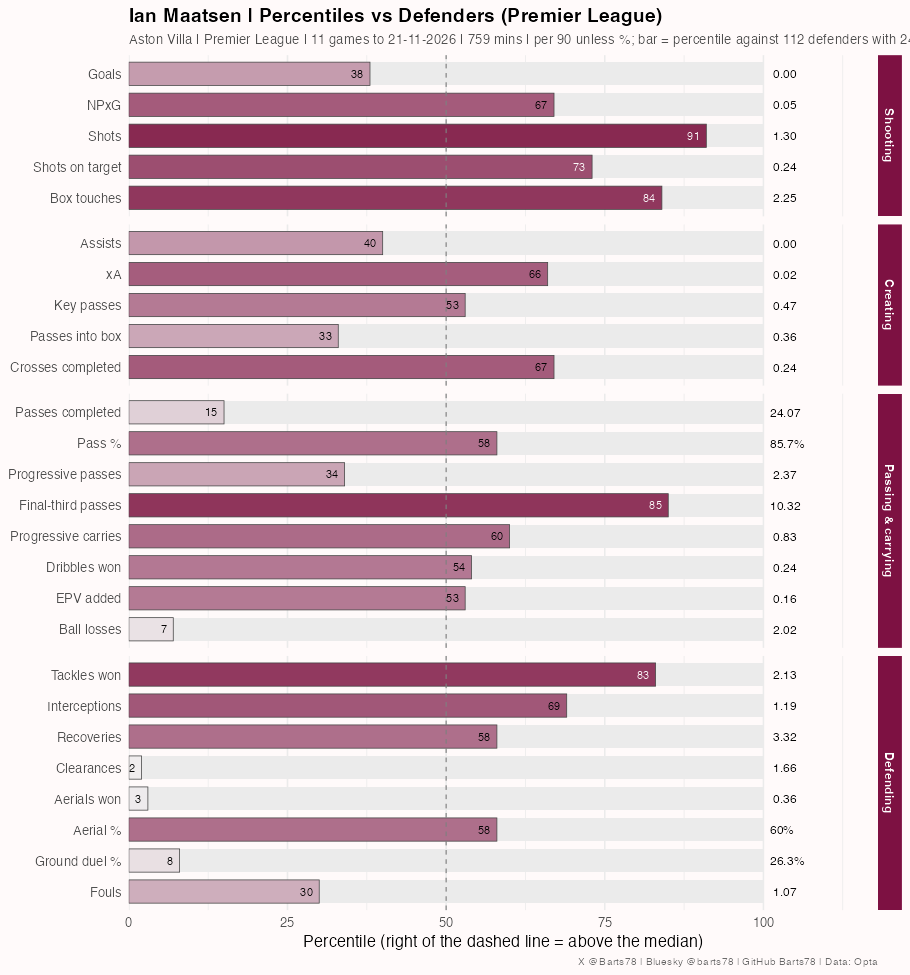 Ian Maatsen | Percentiles vs Defenders (Premier League)
Aston Villa | Premier League | 11 games to 21-11-2026 | 759 mins | per 90 unless %; bar = percentile against 112 defenders with 24
Goals 38 0.00
NPxG 67 0.05
Shots 91 1.30
Shots on target 73 0.24
Box touches 84 2.25
Shooting
Assists 40 0.00
xA 66 0.02
Key passes 53 0.47
Passes into box 33 0.36
Crosses completed 67 0.24
Creating
Passes completed 15 24.07
Pass % 58 85.7%
Progressive passes 34 2.37
Final-third passes 85 10.32
Progressive carries 60 0.83
Dribbles won 54 0.24
EPV added 53 0.16
Ball losses 7 2.02
Passing & carrying
Tackles won 83 2.13
Interceptions 69 1.19
Recoveries 58 3.32
Clearances 2 1.66
Aerials won 3 0.36
Aerial % 58 60%
Ground duel % 8 26.3%
Fouls 30 1.07
Defending
0 25 50 75 100
Percentile (right of the dashed line = above the median)
X @Barts78 | Bluesky @barts78 | GitHub Barts78 | Data: Opta